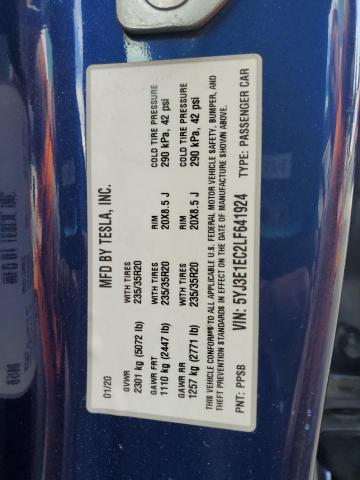 MFD BY TESLA, INC.
01/20
GVWR
2301 kg (5072 lb)
GAWR FRT WITH TIRES RIM COLD TIRE PRESSURE
1110 kg (2447 lb) 235/35R20 20X8.5 J 290 kPa, 42 psi
GAWR RR WITH TIRES RIM COLD TIRE PRESSURE
1257 kg (2771 lb) 235/35R20 20X8.5 J 290 kPa, 42 psi
THIS VEHICLE CONFORMS TO ALL APPLICABLE U.S. FEDERAL MOTOR VEHICLE SAFETY, BUMPER, AND
THEFT PREVENTION STANDARDS IN EFFECT ON THE DATE OF MANUFACTURE SHOWN ABOVE.
VIN: 5YJ3E1EC2LF641924
PNT: PPSB TYPE: PASSENGER CAR